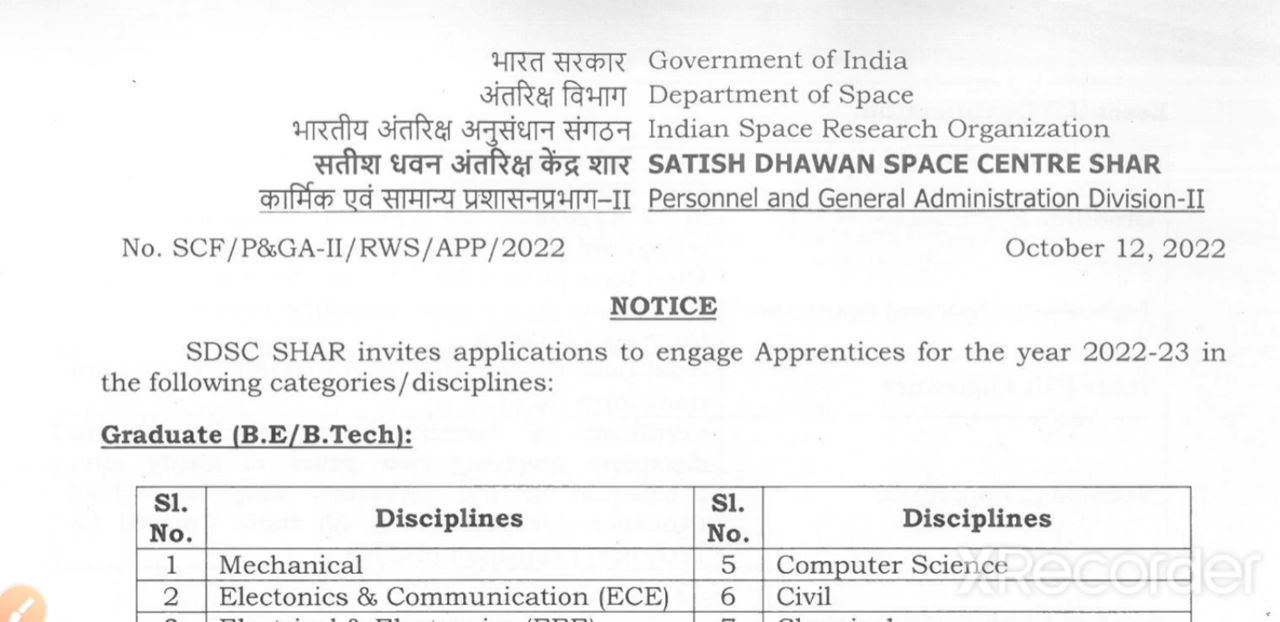 भारत सरकार Government of India
अंतरिक्ष विभाग Department of Space
भारतीय अंतरिक्ष अनुसंधान संगठन Indian Space Research Organization
सतीश धवन अंतरिक्ष केंद्र शार SATISH DHAWAN SPACE CENTRE SHAR
कार्मिक एवं सामान्य प्रशासनप्रभाग–II Personnel and General Administration Division-II
No. SCF/P&GA-II/RWS/APP/2022 October 12, 2022
NOTICE
SDSC SHAR invites applications to engage Apprentices for the year 2022-23 in
the following categories/disciplines:
Graduate (B.E/B.Tech):
Sl. No. Disciplines Sl. No. Disciplines
1 Mechanical 5 Computer Science
2 Electonics & Communication (ECE) 6 Civil
XRecorder